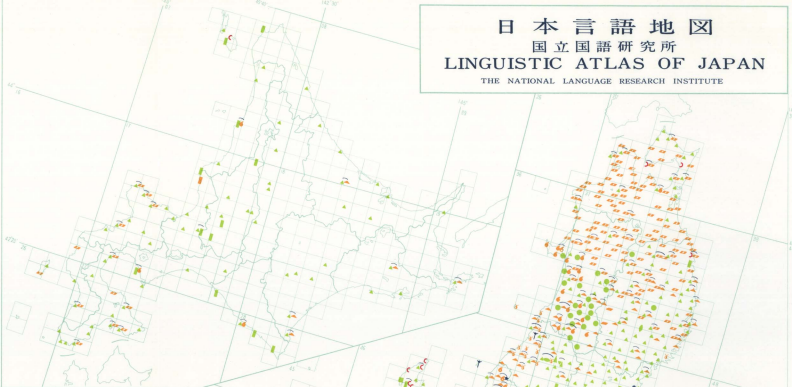 日本言語地図
国立国語研究所
LINGUISTIC ATLAS OF JAPAN
THE NATIONAL LANGUAGE RESEARCH INSTITUTE